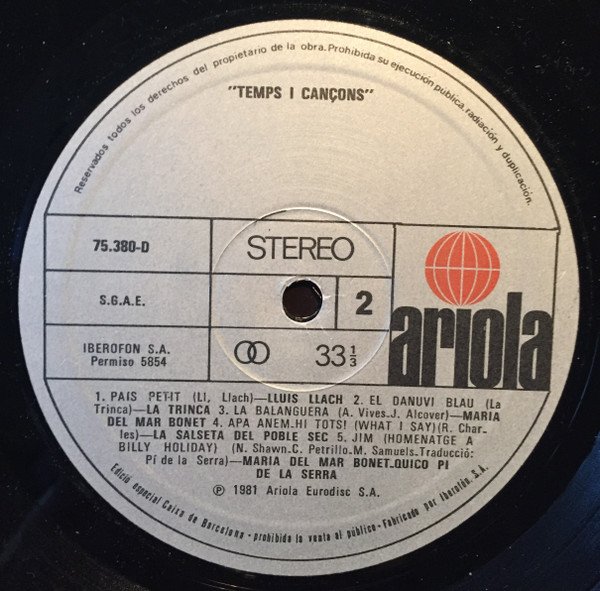 Reservados todos los derechos del propietario de la obra. Prohibida su ejecución pública, radiación y duplicación.
"TEMPS I CANÇONS"
75.380-D
STEREO
S.G.A.E.
2
ariola
IBEROFON S.A.
Permiso 5854
33 1/3
1. PAIS PETIT (Ll. Llach)—LLUIS LLACH 2. EL DANUVI BLAU (La
Trinca)—LA TRINCA 3. LA BALANGUERA (A. Vives.J. Alcover)—MARIA
DEL MAR BONET 4. APA ANEM.HI TOTS! (WHAT I SAY)(R. Char-
les)—LA SALSETA DEL POBLE SEC 5. JIM (HOMENATGE A
BILLY HOLIDAY) (N. Shawn.C. Petrillo.M. Samuels.Traducció:
Pí de la Serra)—MARIA DEL MAR BONET.QUICO PI
DE LA SERRA
Ⓟ 1981 Ariola Eurodisc S.A.
Edició especial Caixa de Barcelona - prohibida la venta al público - Fabricado por Iberofón, S.A.